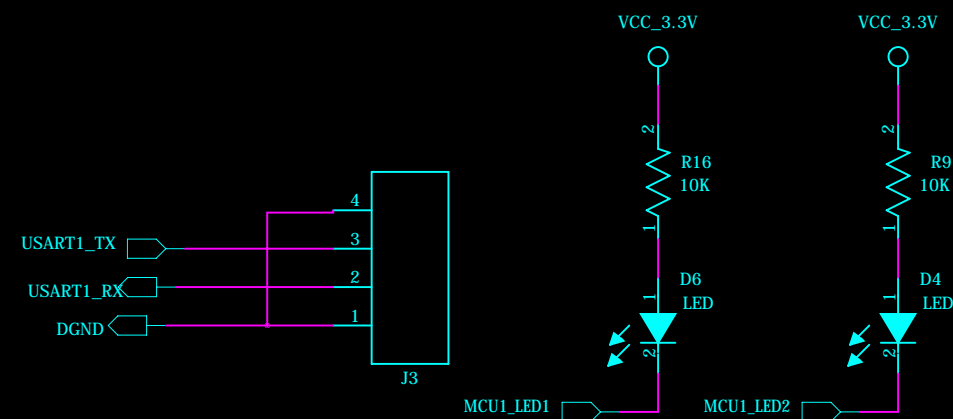 VCC_3.3V
VCC_3.3V
2
2
R16
10K
R9
10K
1
1
4
USART1_TX
3
USART1_RX
2
DGND
1
J3
D6
LED
1
2
D4
LED
1
2
MCU1_LED1
MCU1_LED2